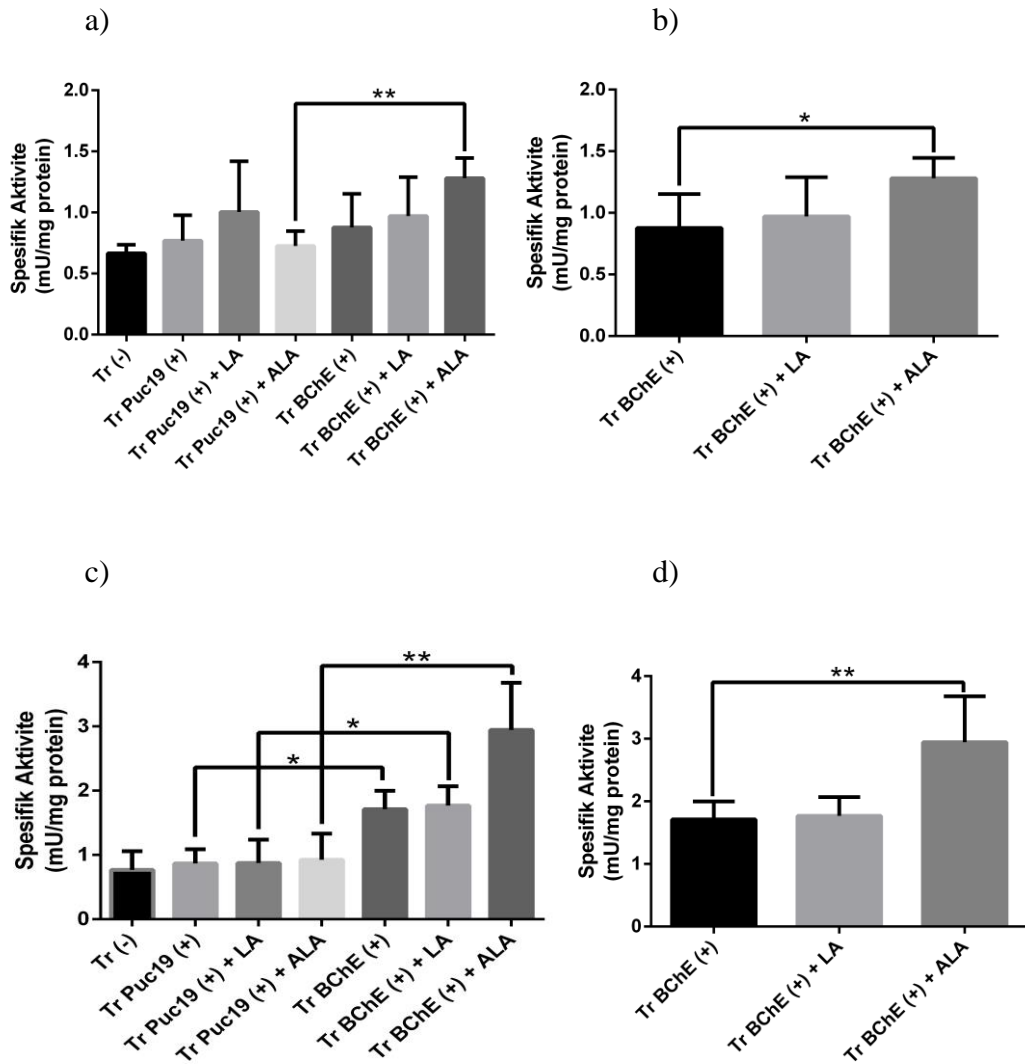 a)
Spesifik Aktivite
(mU/mg protein)
2.0
1.5
1.0
0.5
0.0
**
Tr (-)
Tr Puc19 (+)
Tr Puc19 (+) + LA
Tr Puc19 (+) + ALA
Tr BChE (+)
Tr BChE (+) + LA
Tr BChE (+) + ALA
b)
Spesifik Aktivite
(mU/mg protein)
2.0
1.5
1.0
0.5
0.0
*
Tr BChE (+)
Tr BChE (+) + LA
Tr BChE (+) + ALA
c)
Spesifik Aktivite
(mU/mg protein)
4
3
2
1
0
**
*
*
Tr (-)
Tr Puc19 (+)
Tr Puc19 (+) + LA
Tr Puc19 (+) + ALA
Tr BChE (+)
Tr BChE (+) + LA
Tr BChE (+) + ALA
d)
Spesifik Aktivite
(mU/mg protein)
4
3
2
1
0
**
Tr BChE (+)
Tr BChE (+) + LA
Tr BChE (+) + ALA